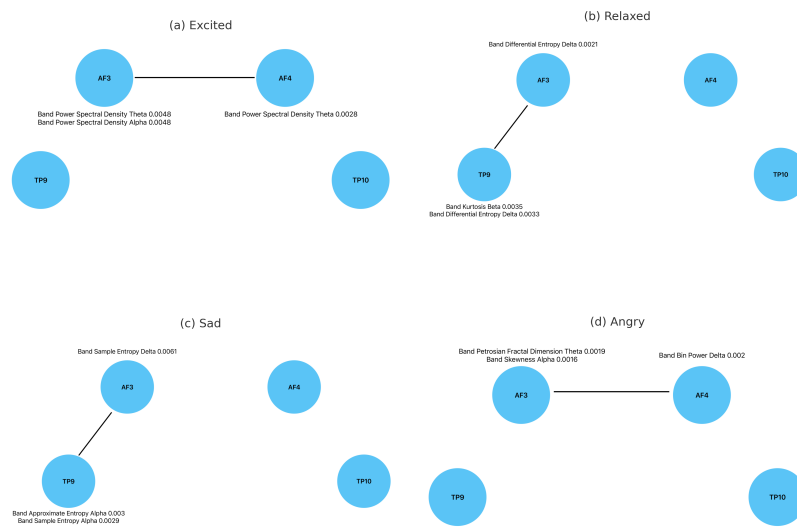 (a) Excited
AF3
AF4
Band Power Spectral Density Theta 0.0048
Band Power Spectral Density Alpha 0.0048
Band Power Spectral Density Theta 0.0028
TP9
TP10
(b) Relaxed
Band Differential Entropy Delta 0.0021
AF3
AF4
TP9
TP10
Band Kurtosis Beta 0.0035
Band Differential Entropy Delta 0.0033
(c) Sad
Band Sample Entropy Delta 0.0061
AF3
AF4
TP9
TP10
Band Approximate Entropy Alpha 0.003
Band Sample Entropy Alpha 0.0029
(d) Angry
Band Petrosian Fractal Dimension Theta 0.0019
Band Skewness Alpha 0.0016
Band Bin Power Delta 0.002
AF3
AF4
TP9
TP10